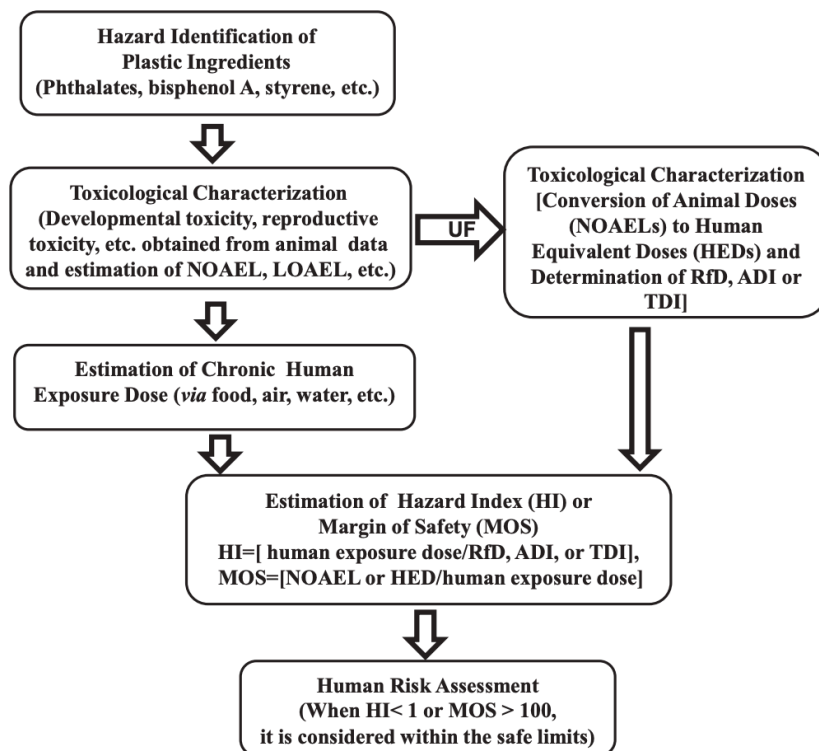 Hazard Identification of
Plastic Ingredients
(Phthalates, bisphenol A, styrene, etc.)
Toxicological Characterization
(Developmental toxicity, reproductive
toxicity, etc. obtained from animal data
and estimation of NOAEL, LOAEL, etc.)
UF
Toxicological Characterization
[Conversion of Animal Doses
(NOAELs) to Human
Equivalent Doses (HEDs) and
Determination of RfD, ADI or
TDI]
Estimation of Chronic Human
Exposure Dose (via food, air, water, etc.)
Estimation of Hazard Index (HI) or
Margin of Safety (MOS)
HI=[ human exposure dose/RfD, ADI, or TDI],
MOS=[NOAEL or HED/human exposure dose]
Human Risk Assessment
(When HI< 1 or MOS > 100,
it is considered within the safe limits)